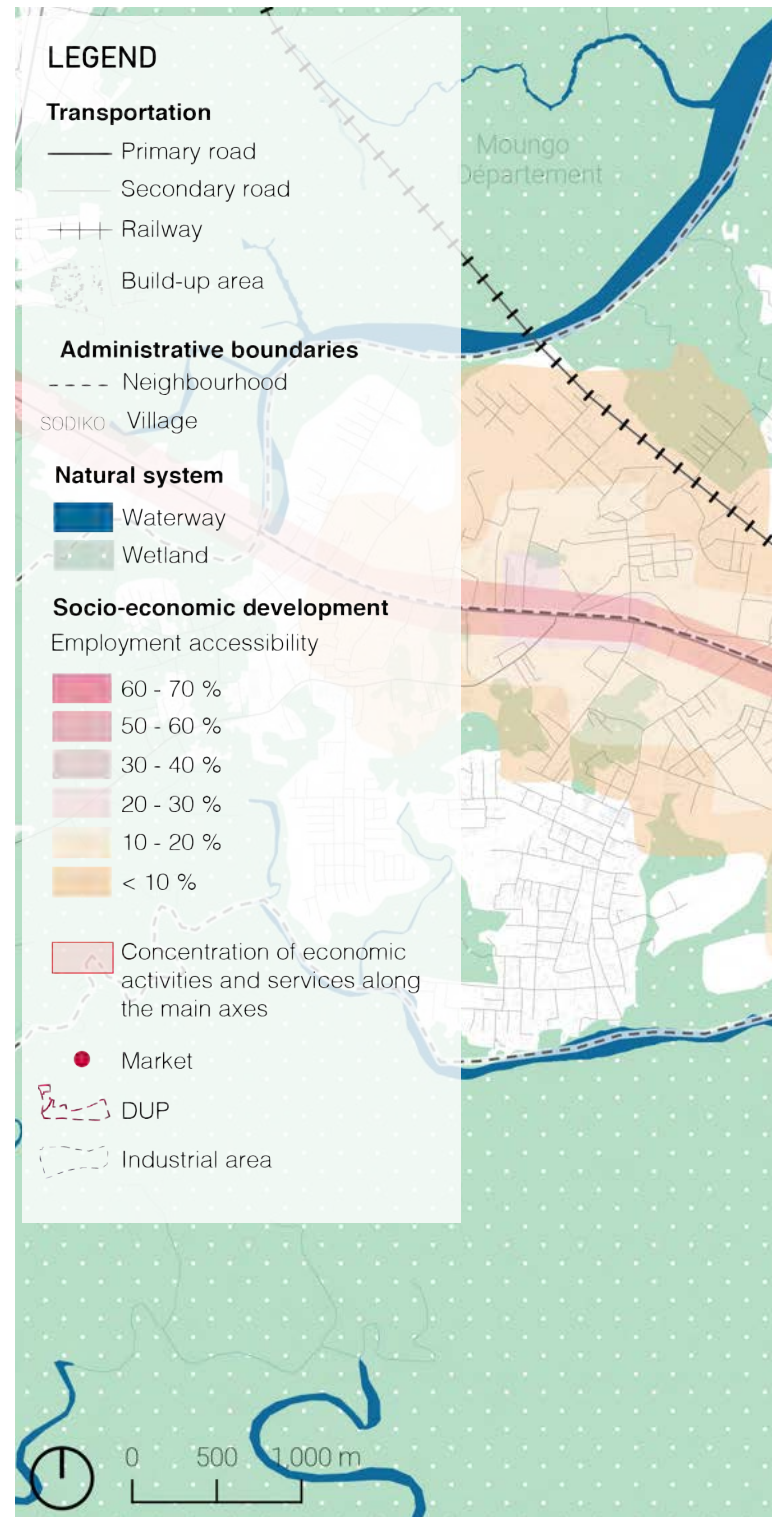 LEGEND
Transportation
Primary road
Secondary road
Railway
Build-up area
Administrative boundaries
Neighbourhood
SODIKO Village
Natural system
Waterway
Wetland
Socio-economic development
Employment accessibility
60 - 70 %
50 - 60 %
30 - 40 %
20 - 30 %
10 - 20 %
< 10 %
Concentration of economic
activities and services along
the main axes
Market
DUP
Industrial area
Moungo
Département
0 500 1,000 m